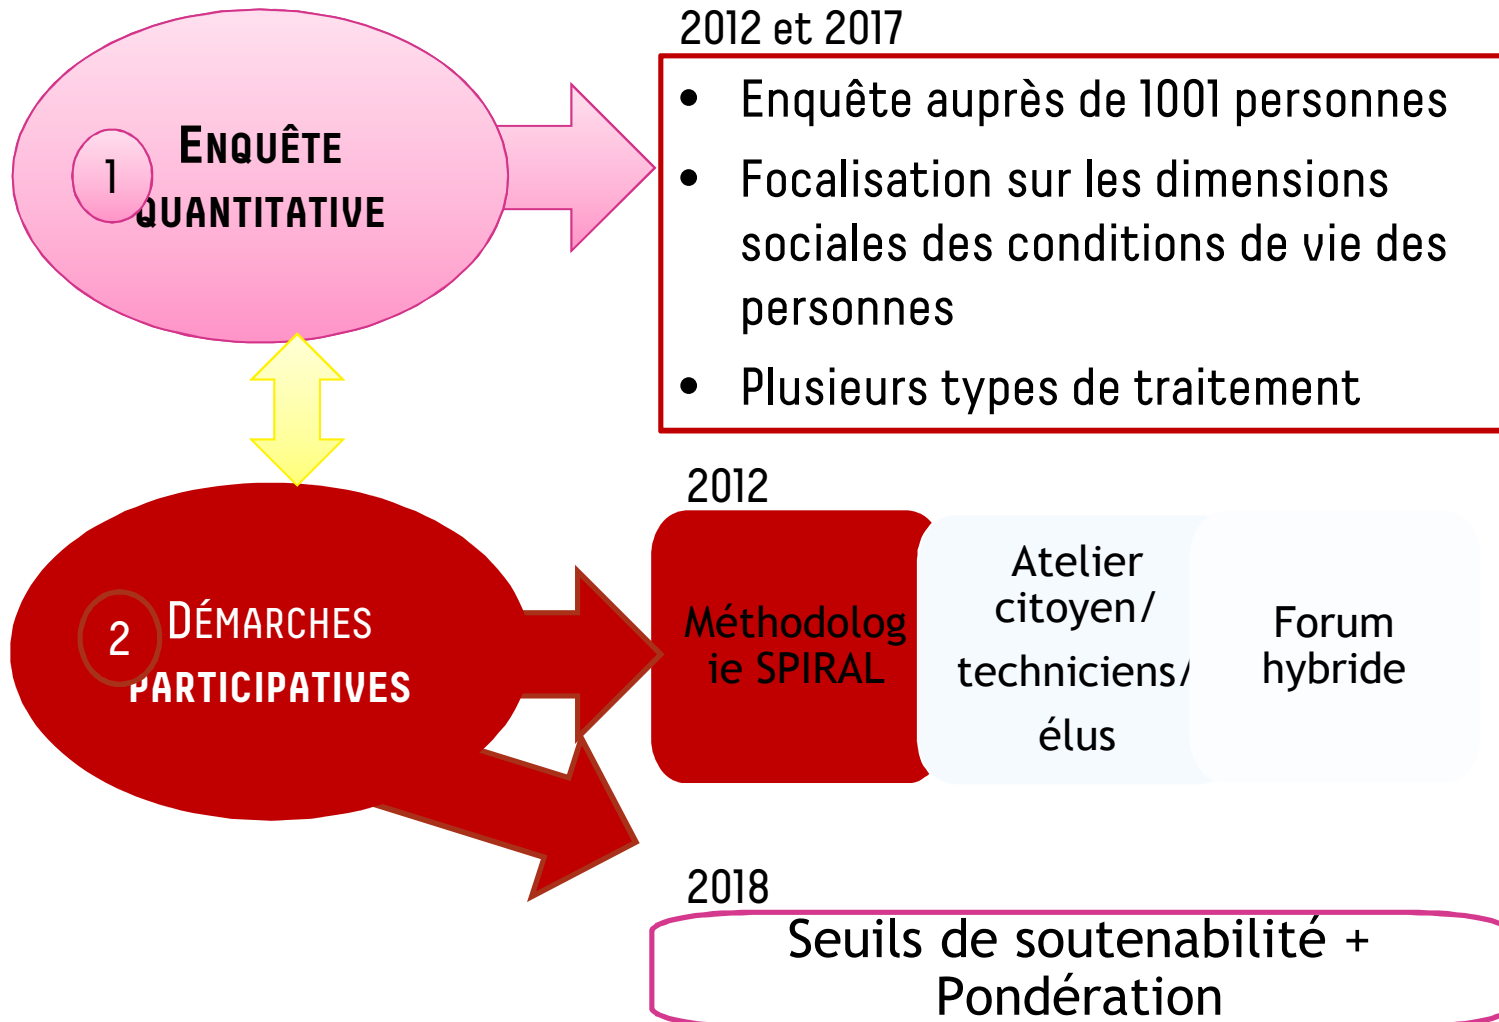 2012 et 2017
1
ENQUÊTE
QUANTITATIVE
• Enquête auprès de 1001 personnes
• Focalisation sur les dimensions
sociales des conditions de vie des
personnes
• Plusieurs types de traitement
2
DÉMARCHES
PARTICIPATIVES
2012
Méthodolog
ie SPIRAL
Atelier
citoyen/
techniciens/
élus
Forum
hybride
2018
Seuils de soutenabilité +
Pondération